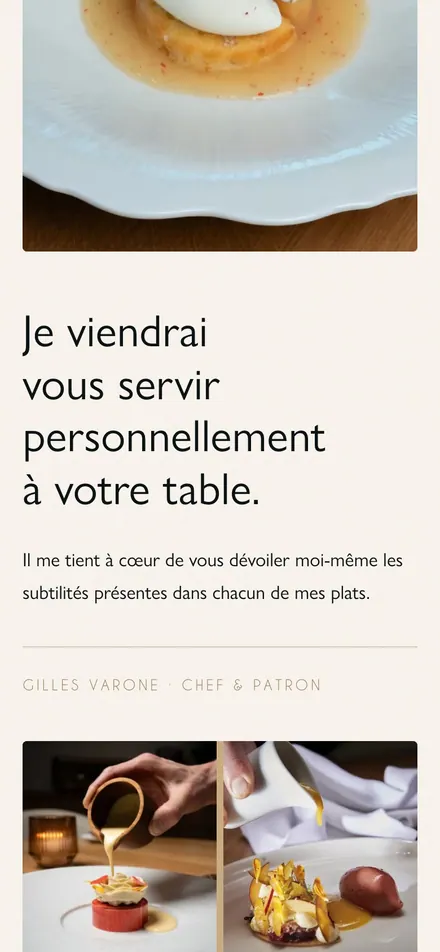 Je viendrai
vous servir
personnellement
à votre table.
Il me tient à cœur de vous dévoiler moi-même les
subtilités présentes dans chacun de mes plats.
GILLES VARONE · CHEF & PATRON